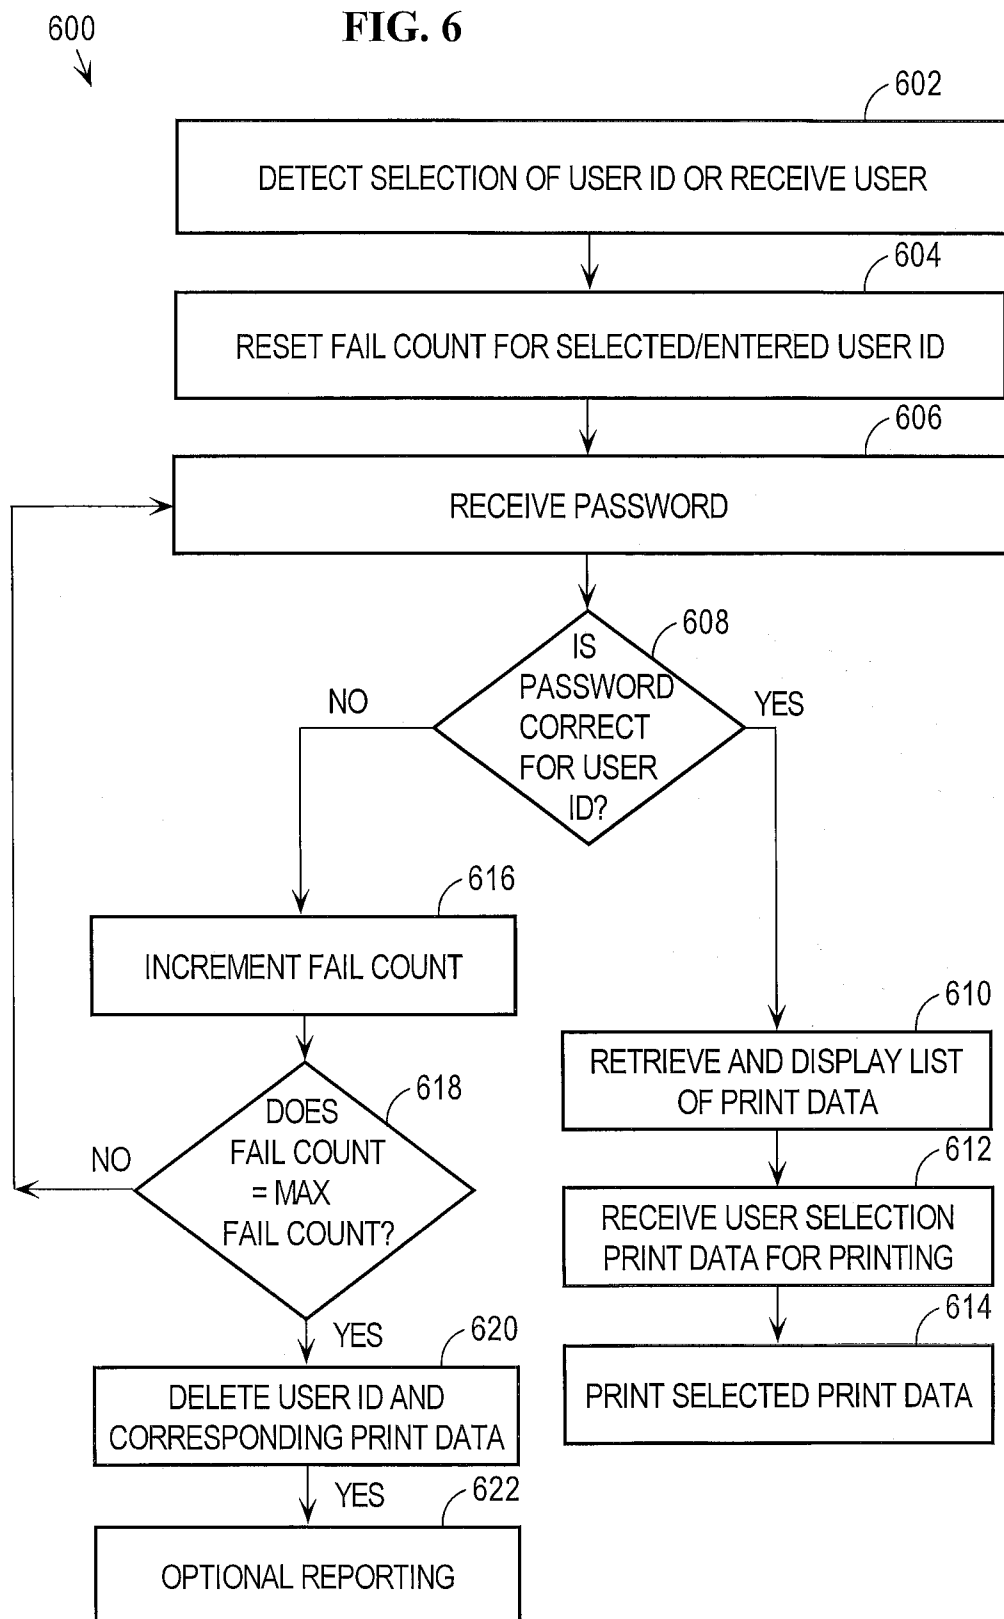 600
FIG. 6
602
DETECT SELECTION OF USER ID OR RECEIVE USER
604
RESET FAIL COUNT FOR SELECTED/ENTERED USER ID
606
RECEIVE PASSWORD
608
IS
PASSWORD
CORRECT
FOR USER
ID?
NO
YES
616
INCREMENT FAIL COUNT
610
RETRIEVE AND DISPLAY LIST
OF PRINT DATA
618
DOES
FAIL COUNT
= MAX
FAIL COUNT?
NO
612
RECEIVE USER SELECTION
PRINT DATA FOR PRINTING
YES
620
DELETE USER ID AND
CORRESPONDING PRINT DATA
614
PRINT SELECTED PRINT DATA
YES
622
OPTIONAL REPORTING